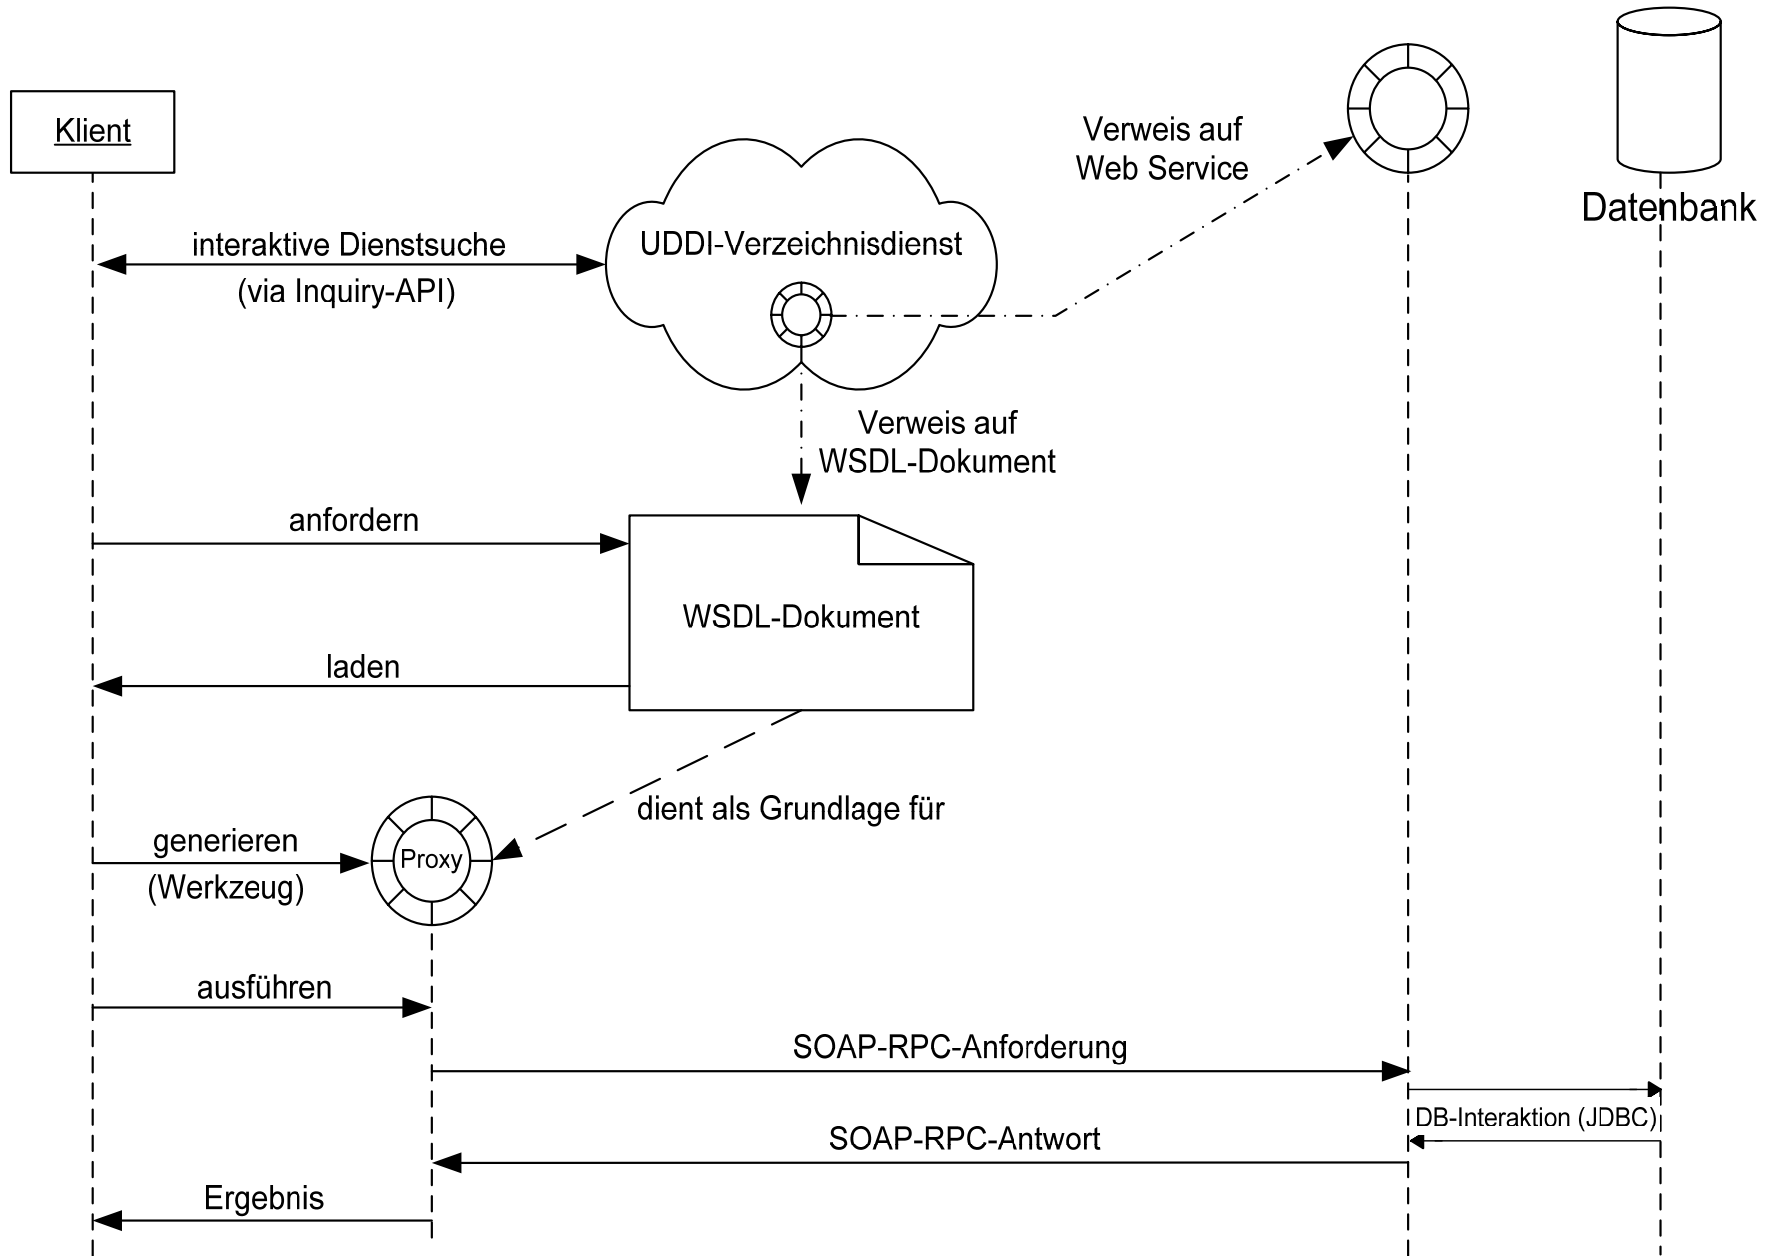 Klient
Verweis auf
Web Service
Datenbank
interaktive Dienstsuche
(via Inquiry-API)
UDDI-Verzeichnisdienst
Verweis auf
WSDL-Dokument
anfordern
WSDL-Dokument
laden
dient als Grundlage für
generieren
(Werkzeug)
Proxy
ausführen
SOAP-RPC-Anforderung
DB-Interaktion (JDBC)
SOAP-RPC-Antwort
Ergebnis